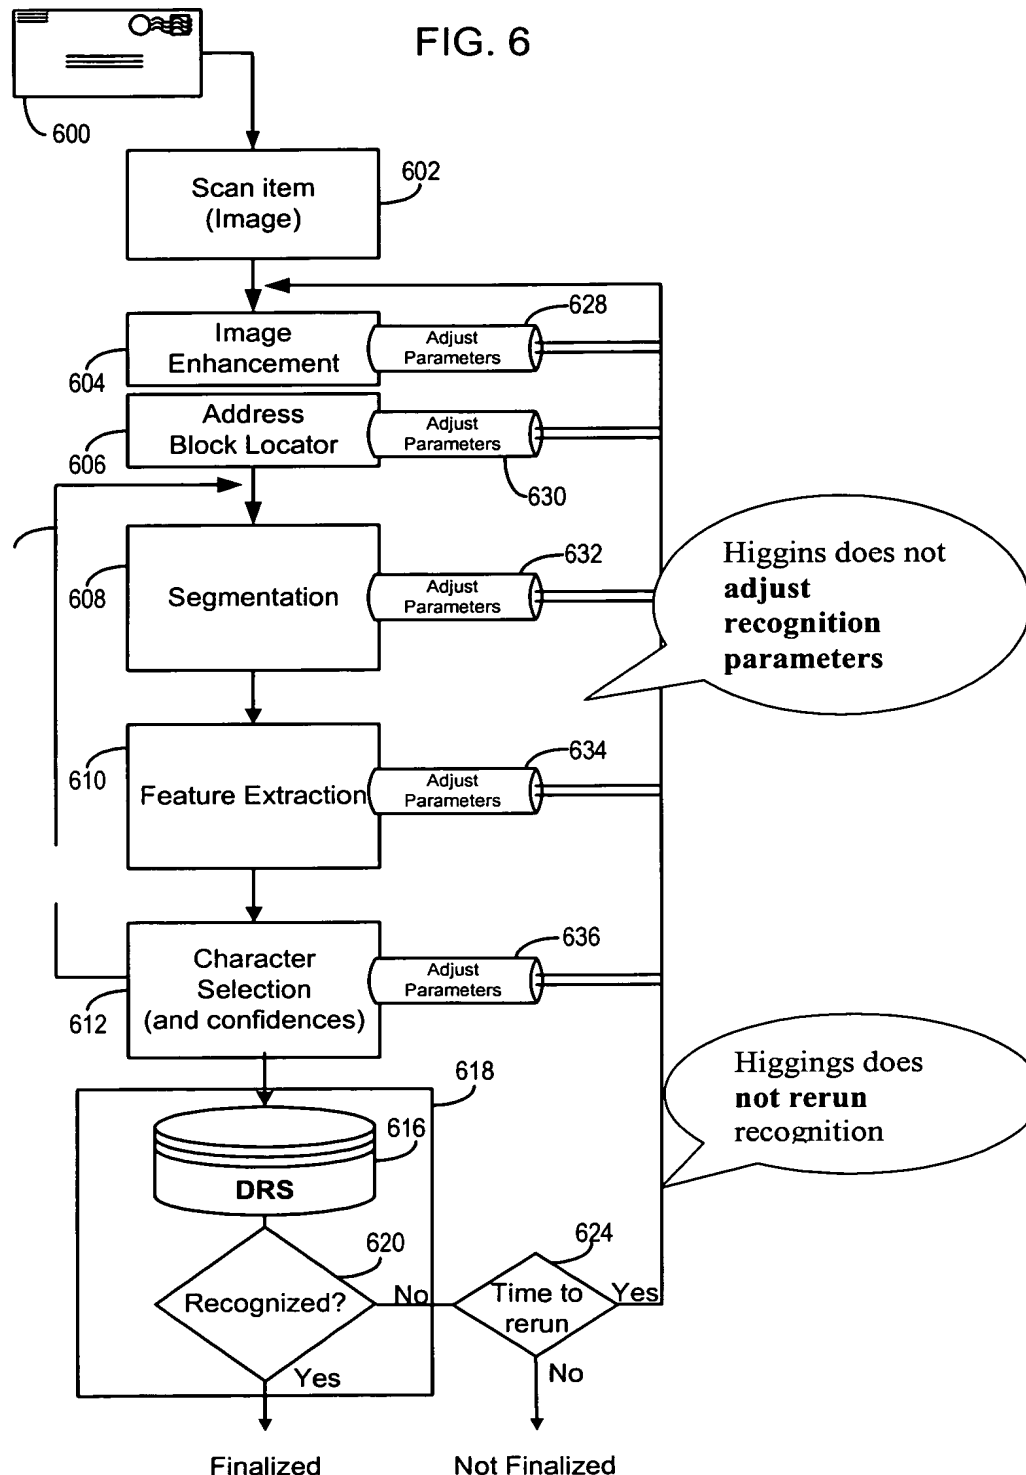 FIG. 6
600
Scan item
(Image)
602
628
Image
Enhancement
Adjust
Parameters
604
Address
Block Locator
Adjust
Parameters
606
630
632
Segmentation
Adjust
Parameters
608
Higgins does not
adjust
recognition
parameters
634
Feature Extraction
Adjust
Parameters
610
636
Character
Selection
(and confidences)
Adjust
Parameters
612
Higgings does
not rerun
recognition
618
616
DRS
620
624
Recognized?
No
Time to
rerun
Yes
Yes
No
Finalized
Not Finalized